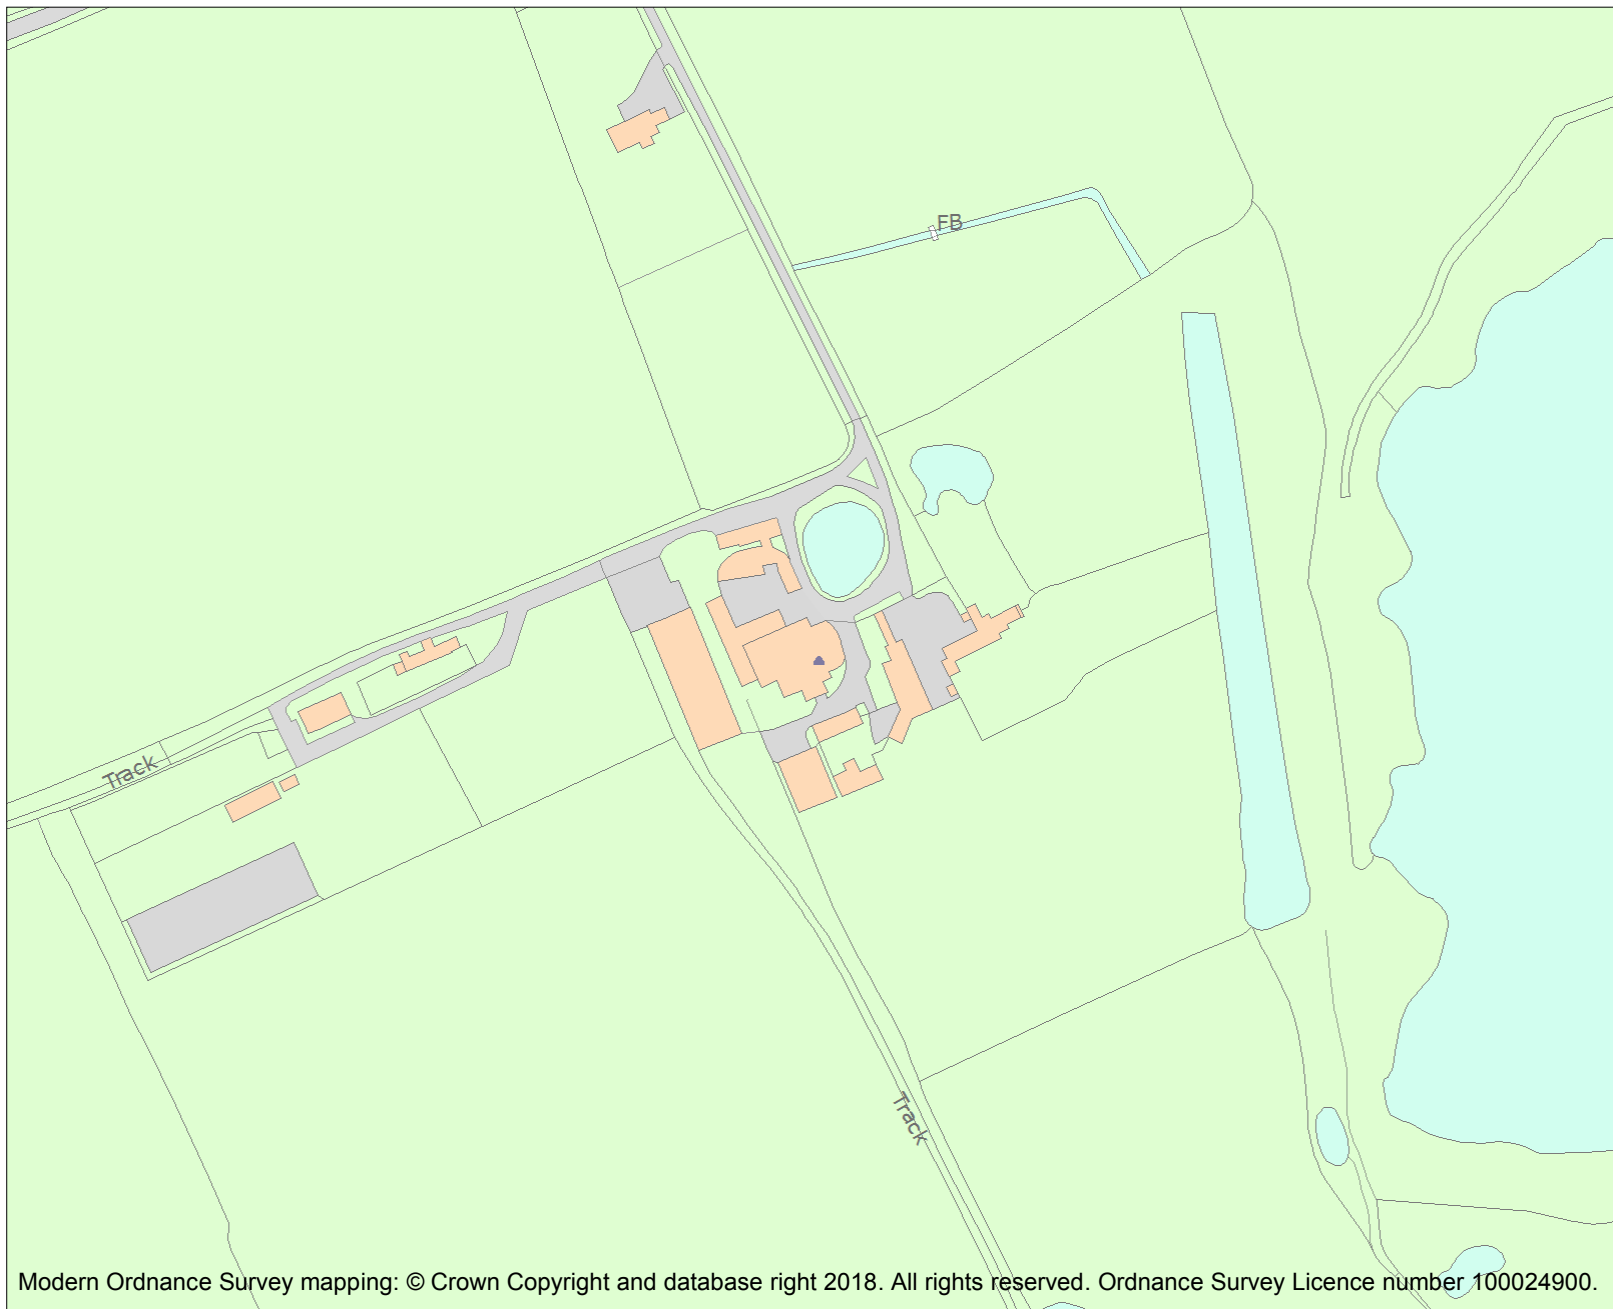 FB
Track
Track
Modern Ordnance Survey mapping: © Crown Copyright and database right 2018. All rights reserved. Ordnance Survey Licence number 100024900.